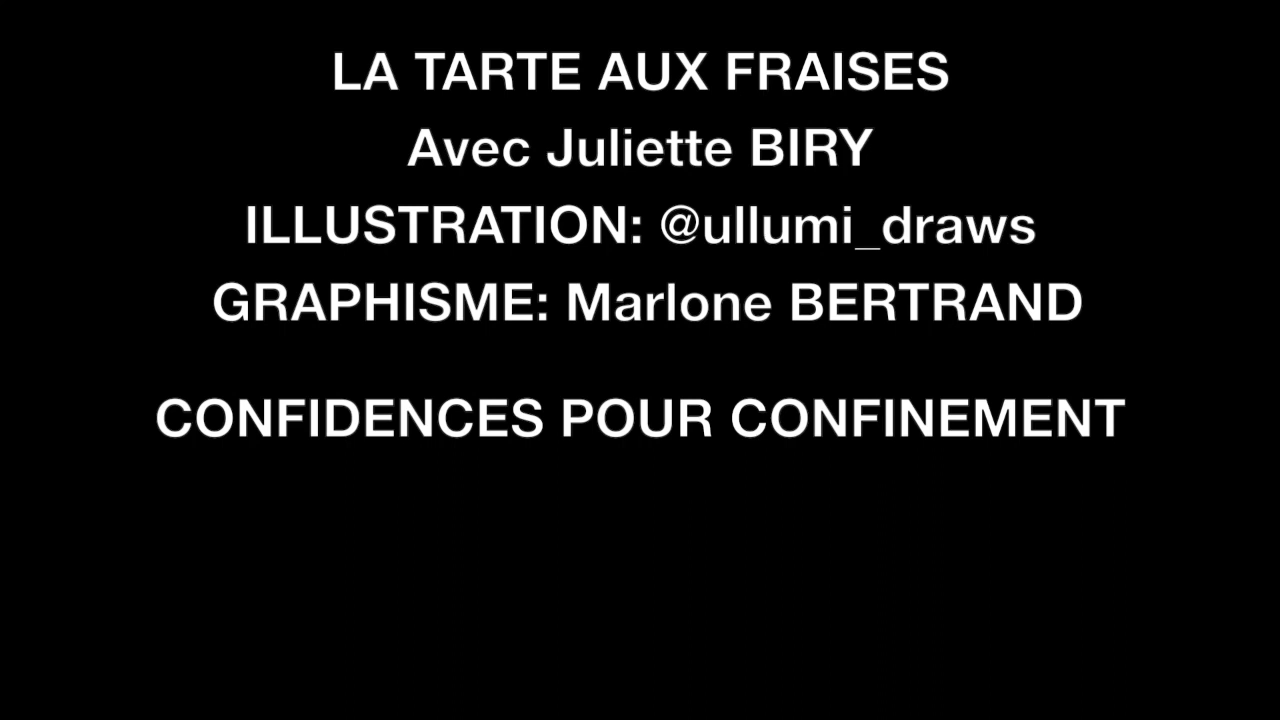 LA TARTE AUX FRAISES
Avec Juliette BIRY
ILLUSTRATION: @ullumi_draws
GRAPHISME: Marlone BERTRAND
CONFIDENCES POUR CONFINEMENT